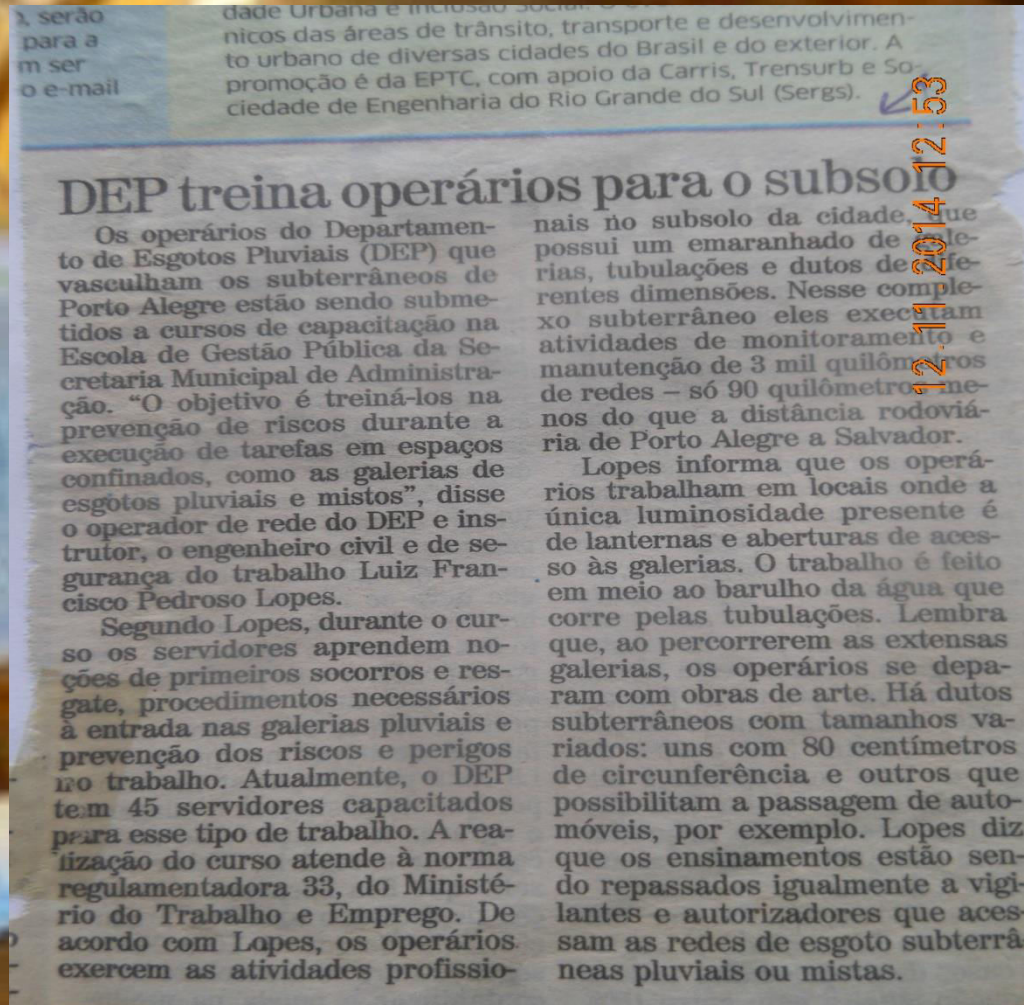 , serão
para a
m ser
o e-mail
dade Urbana e Inclusão Social. O
nicos das áreas de trânsito, transporte e desenvolvimen-
to urbano de diversas cidades do Brasil e do exterior. A
promoção é da EPTC, com apoio da Carris, Trensurb e So-
ciedade de Engenharia do Rio Grande do Sul (Sergs).
DEP treina operários para o subsolo
Os operários do Departamen-
to de Esgotos Pluviais (DEP) que
vasculham os subterrâneos de
Porto Alegre estão sendo subme-
tidos a cursos de capacitação na
Escola de Gestão Pública da Se-
cretaria Municipal de Administra-
ção. “O objetivo é treiná-los na
prevenção de riscos durante a
execução de tarefas em espaços
confinados, como as galerias de
esgotos pluviais e mistos”, disse
o operador de rede do DEP e ins-
trutor, o engenheiro civil e de se-
gurança do trabalho Luiz Fran-
cisco Pedroso Lopes.
Segundo Lopes, durante o cur-
so os servidores aprendem no-
ções de primeiros socorros e res-
gate, procedimentos necessários
à entrada nas galerias pluviais e
prevenção dos riscos e perigos
no trabalho. Atualmente, o DEP
tem 45 servidores capacitados
para esse tipo de trabalho. A rea-
lização do curso atende à norma
regulamentadora 33, do Ministé-
rio do Trabalho e Emprego. De
acordo com Lopes, os operários
exercem as atividades profissio-
nais no subsolo da cidade, que
possui um emaranhado de gale-
rias, tubulações e dutos de dife-
rentes dimensões. Nesse comple-
xo subterrâneo eles executam
atividades de monitoramento e
manutenção de 3 mil quilômetros
de redes – só 90 quilômetros me-
nos do que a distância rodoviá-
ria de Porto Alegre a Salvador.
Lopes informa que os operá-
rios trabalham em locais onde a
única luminosidade presente é
de lanternas e aberturas de aces-
so às galerias. O trabalho é feito
em meio ao barulho da água que
corre pelas tubulações. Lembra
que, ao percorrerem as extensas
galerias, os operários se depa-
ram com obras de arte. Há dutos
subterrâneos com tamanhos va-
riados: uns com 80 centímetros
de circunferência e outros que
possibilitam a passagem de auto-
móveis, por exemplo. Lopes diz
que os ensinamentos estão sen-
do repassados igualmente a vigi-
lantes e autorizadores que aces-
sam as redes de esgoto subterrâ-
neas pluviais ou mistas.
12.11.2014 12:53